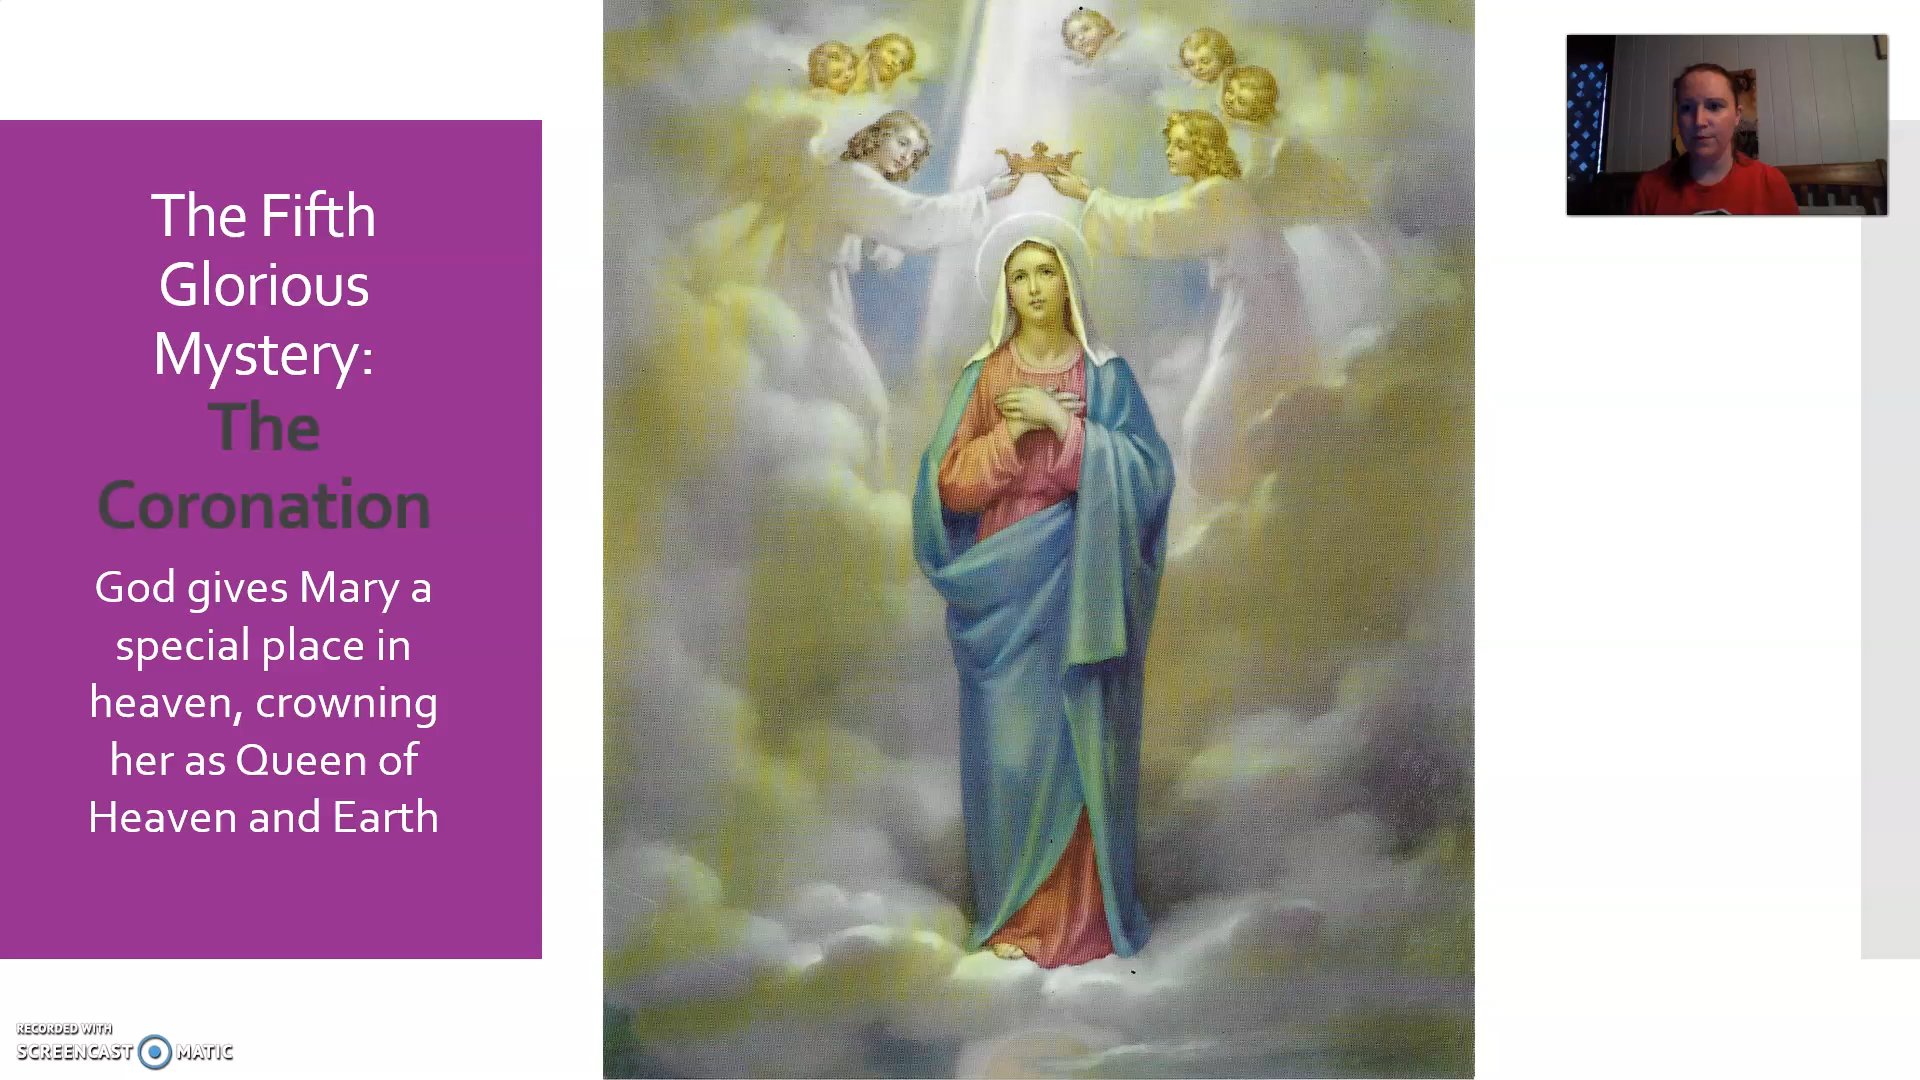 The Fifth
Glorious
Mystery:
The
Coronation
God gives Mary a
special place in
heaven, crowning
her as Queen of
Heaven and Earth
RECORDED WITH
SCREENCAST MATIC